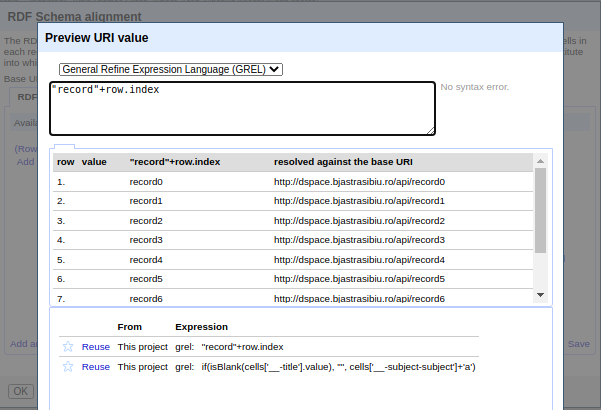 RDF Schema alignment
The RD
ells in
each re
itute
into whi
Base UI
RDF
Availa
(Row
Add
Add an
Save
OK
Preview URI value
General Refine Expression Language (GREL)
"record"+row.index
No syntax error.
row value "record"+row.index resolved against the base URI
1. record0 http://dspace.bjastrasibiu.ro/api/record0
2. record1 http://dspace.bjastrasibiu.ro/api/record1
3. record2 http://dspace.bjastrasibiu.ro/api/record2
4. record3 http://dspace.bjastrasibiu.ro/api/record3
5. record4 http://dspace.bjastrasibiu.ro/api/record4
6. record5 http://dspace.bjastrasibiu.ro/api/record5
7. record6 http://dspace.bjastrasibiu.ro/api/record6
From Expression
Reuse This project grel: "record"+row.index
Reuse This project grel: if(isBlank(cells['__-title'].value), "", cells['__-subject-subject']+'a')